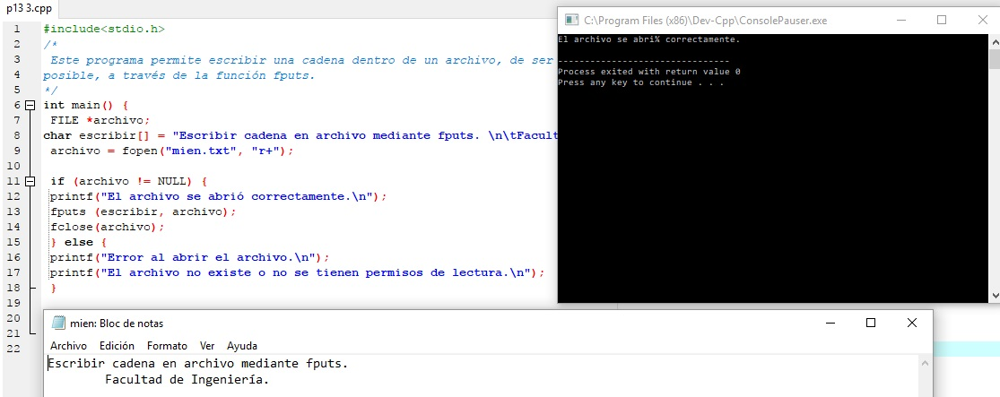 p13 3.cpp
1 #include<stdio.h>
2 /*
3 Este programa permite escribir una cadena dentro de un archivo, de ser
4 posible, a través de la función fputs.
5 */
6 int main() {
7 FILE *archivo;
8 char escribir[] = "Escribir cadena en archivo mediante fputs. \n\tFacult
9 archivo = fopen("mien.txt", "r+");
10
11 if (archivo != NULL) {
12 printf("El archivo se abrió correctamente.\n");
13 fputs (escribir, archivo);
14 fclose(archivo);
15 } else {
16 printf("Error al abrir el archivo.\n");
17 printf("El archivo no existe o no se tienen permisos de lectura.\n");
18 }
19
20
21
22
C:\Program Files (x86)\Dev-Cpp\ConsolePauser.exe
El archivo se abri% correctamente.
--------------------------------
Process exited with return value 0
Press any key to continue . . .
mien: Bloc de notas
Archivo Edición Formato Ver Ayuda
Escribir cadena en archivo mediante fputs.
Facultad de Ingeniería.